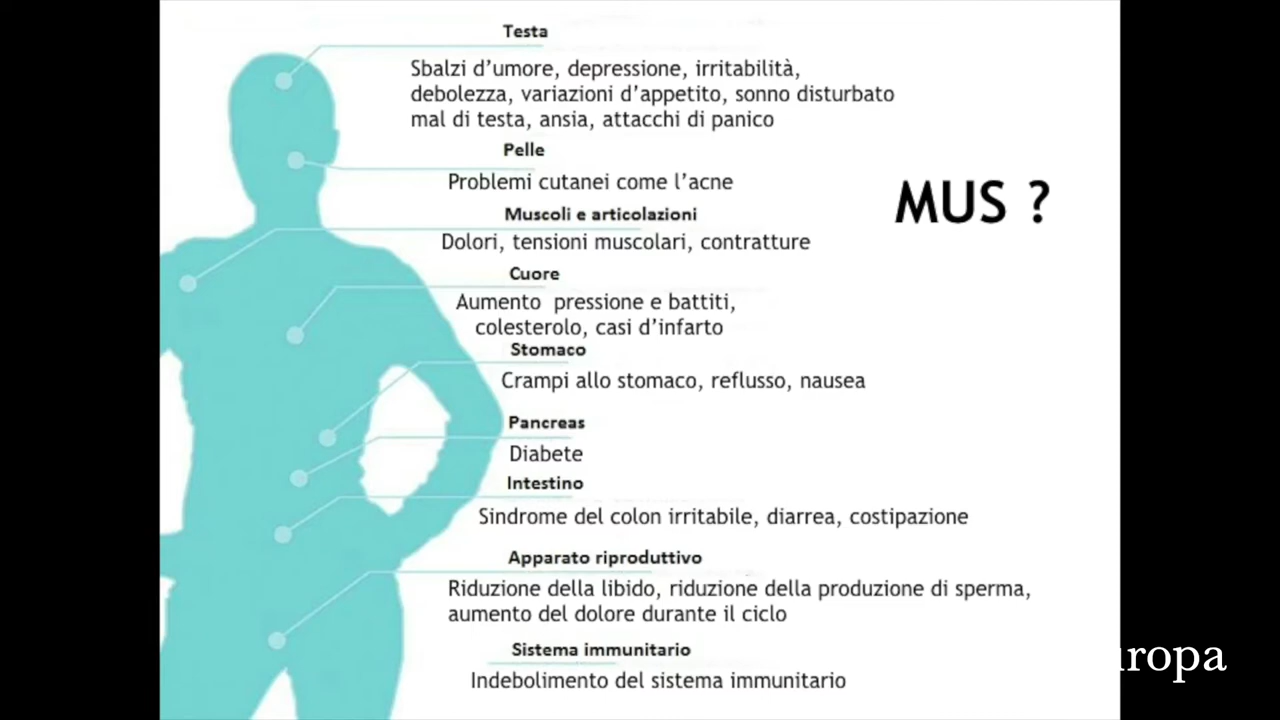 Testa
Sbalzi d'umore, depressione, irritabilità,
debolezza, variazioni d'appetito, sonno disturbato
mal di testa, ansia, attacchi di panico
Pelle
Problemi cutanei come l'acne
MUS ?
Muscoli e articolazioni
Dolori, tensioni muscolari, contratture
Cuore
Aumento pressione e battiti,
colesterolo, casi d'infarto
Stomaco
Crampi allo stomaco, reflusso, nausea
Pancreas
Diabete
Intestino
Sindrome del colon irritabile, diarrea, costipazione
Apparato riproduttivo
Riduzione della libido, riduzione della produzione di sperma,
aumento del dolore durante il ciclo
Sistema immunitario
Indebolimento del sistema immunitario